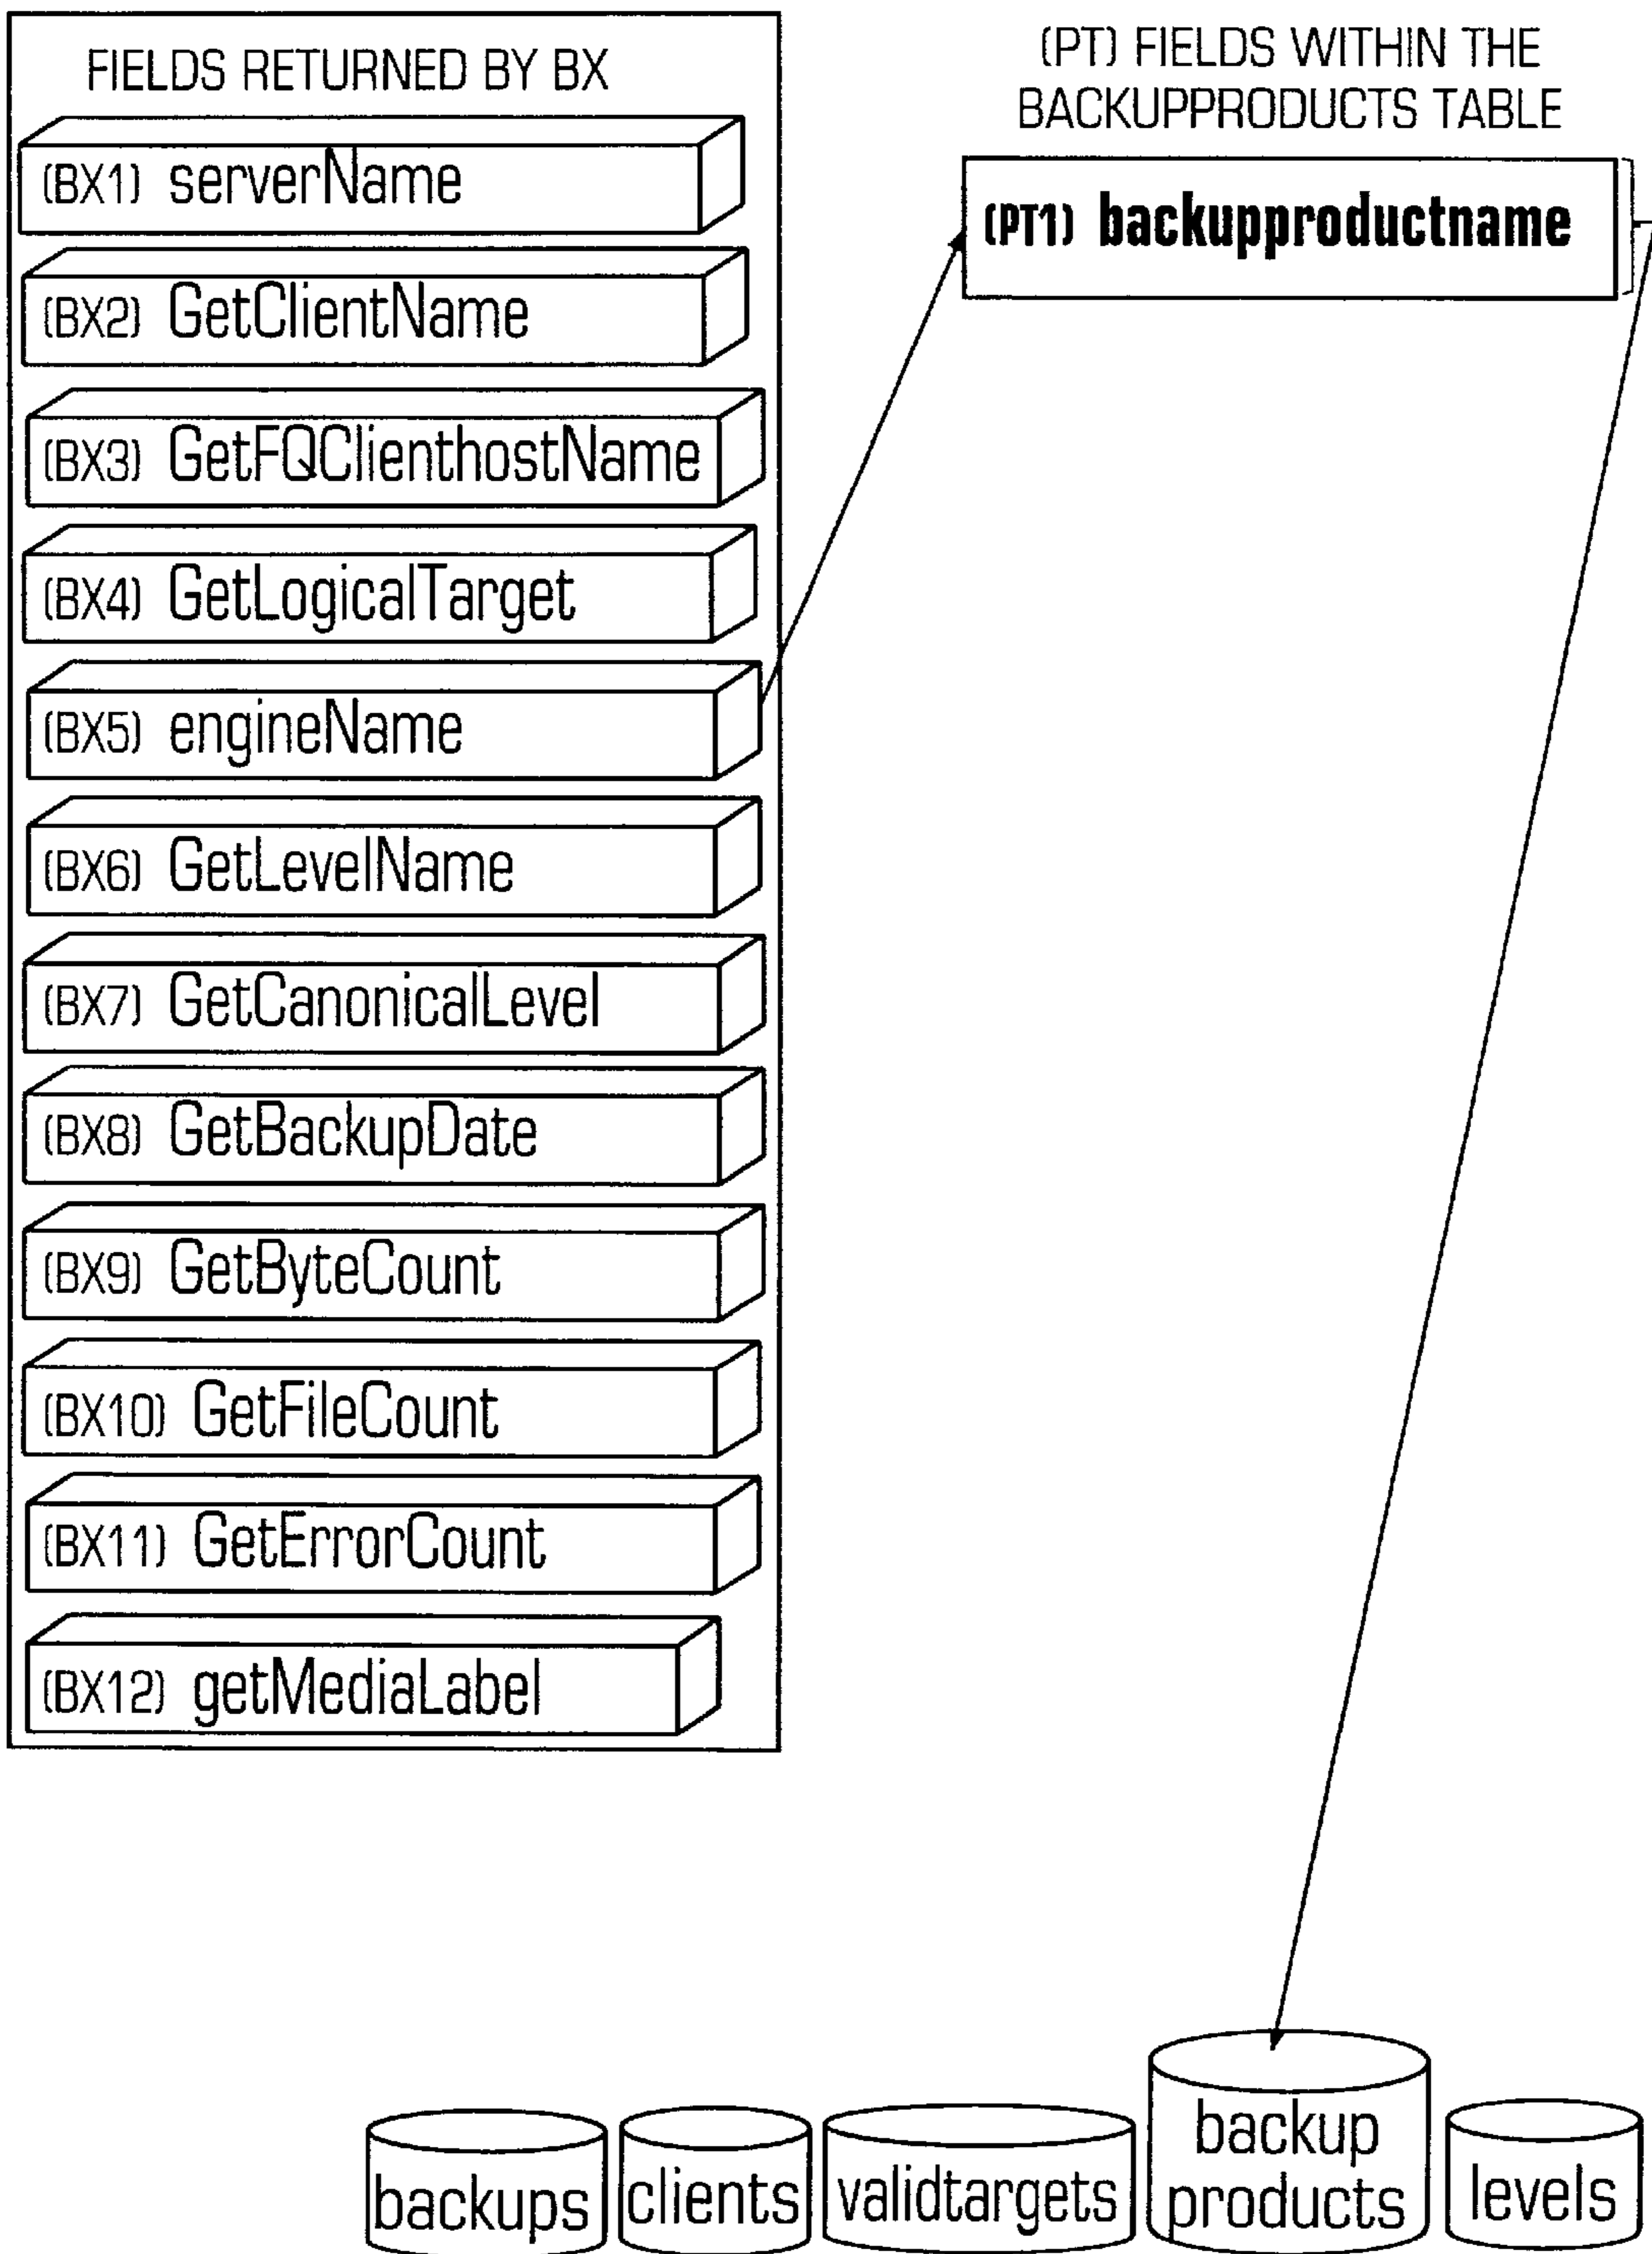 FIELDS RETURNED BY BX
(BX1) serverName
(BX2) GetClientName
(BX3) GetFQClienthostName
(BX4) GetLogicalTarget
(BX5) engineName
(BX6) GetLevelName
(BX7) GetCanonicalLevel
(BX8) GetBackupDate
(BX9) GetByteCount
(BX10) GetFileCount
(BX11) GetErrorCount
(BX12) getMediaLabel
(PT) FIELDS WITHIN THE
BACKUPPRODUCTS TABLE
(PT1) backupproductname
backups
clients
validtargets
backup
products
levels